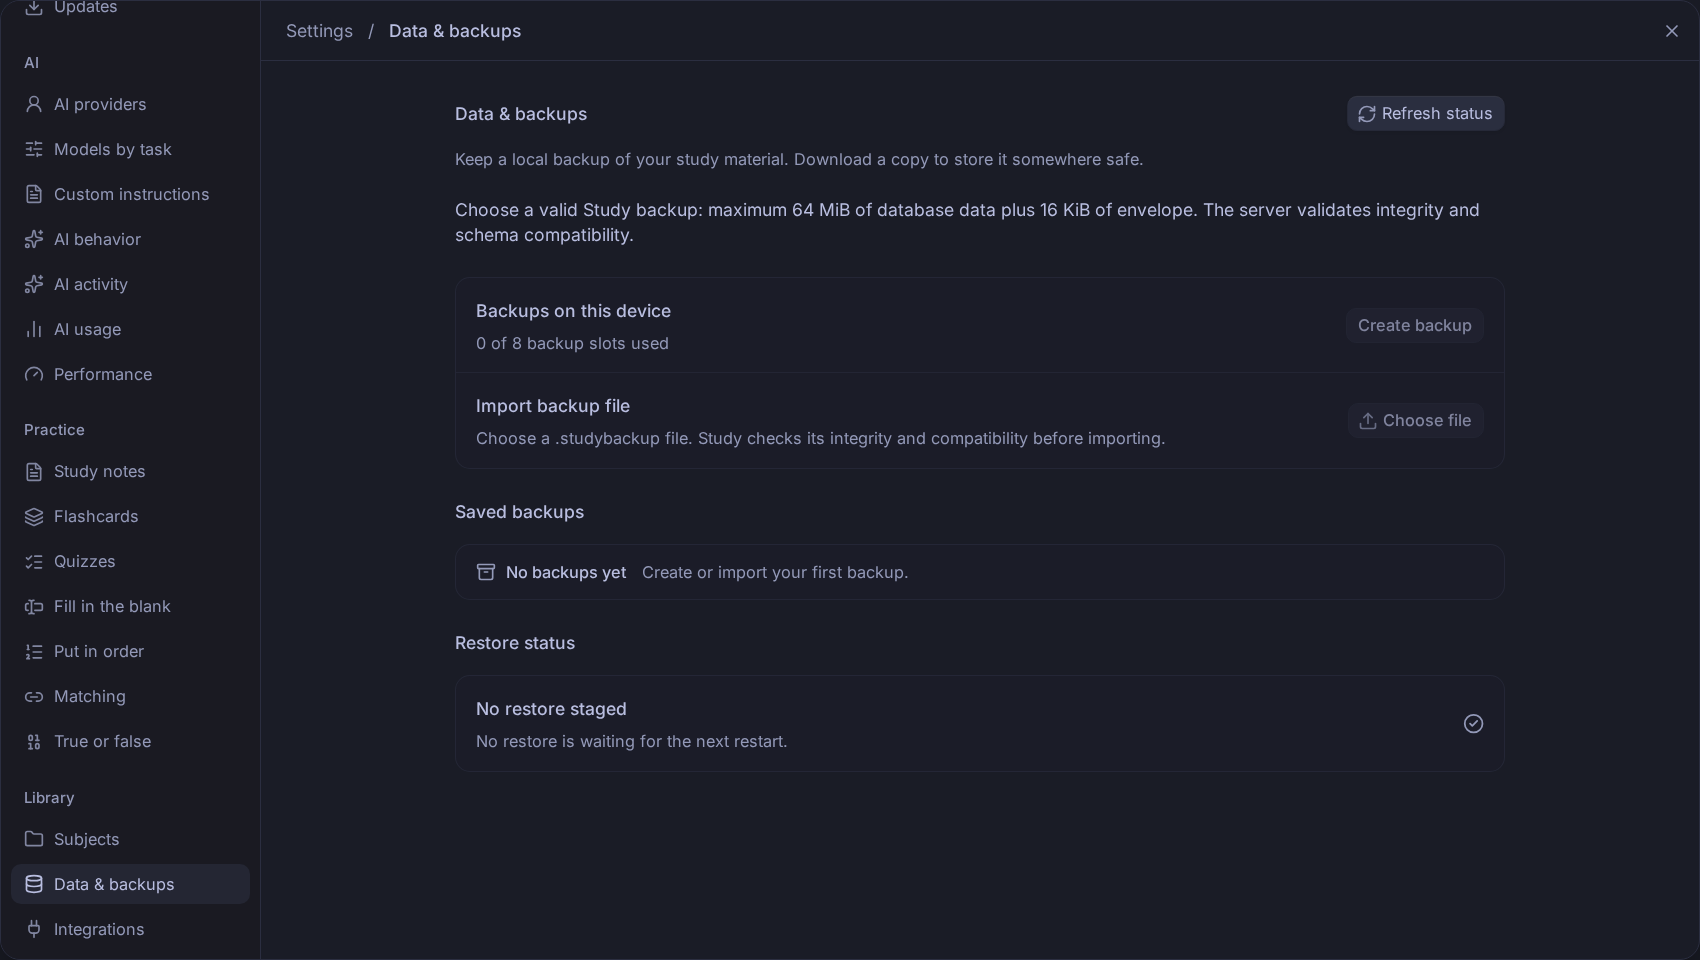 Updates
AI
AI providers
Models by task
Custom instructions
AI behavior
AI activity
AI usage
Performance
Practice
Study notes
Flashcards
Quizzes
Fill in the blank
Put in order
Matching
True or false
Library
Subjects
Data & backups
Integrations
Settings / Data & backups
Data & backups
Refresh status
Keep a local backup of your study material. Download a copy to store it somewhere safe.
Choose a valid Study backup: maximum 64 MiB of database data plus 16 KiB of envelope. The server validates integrity and
schema compatibility.
Backups on this device
0 of 8 backup slots used
Create backup
Import backup file
Choose a .studybackup file. Study checks its integrity and compatibility before importing.
Choose file
Saved backups
No backups yet Create or import your first backup.
Restore status
No restore staged
No restore is waiting for the next restart.